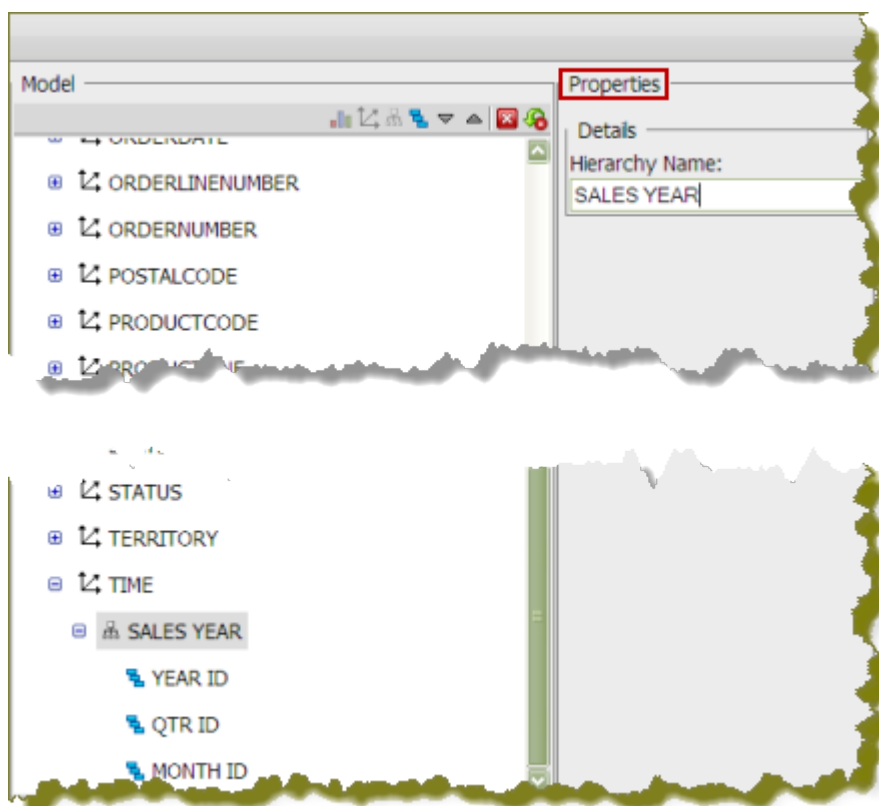 Model
Properties
ORDERDATE
Details
Hierarchy Name:
SALES YEAR
ORDERLINENUMBER
ORDERNUMBER
POSTALCODE
PRODUCTCODE
STATUS
TERRITORY
TIME
SALES YEAR
YEAR ID
QTR ID
MONTH ID